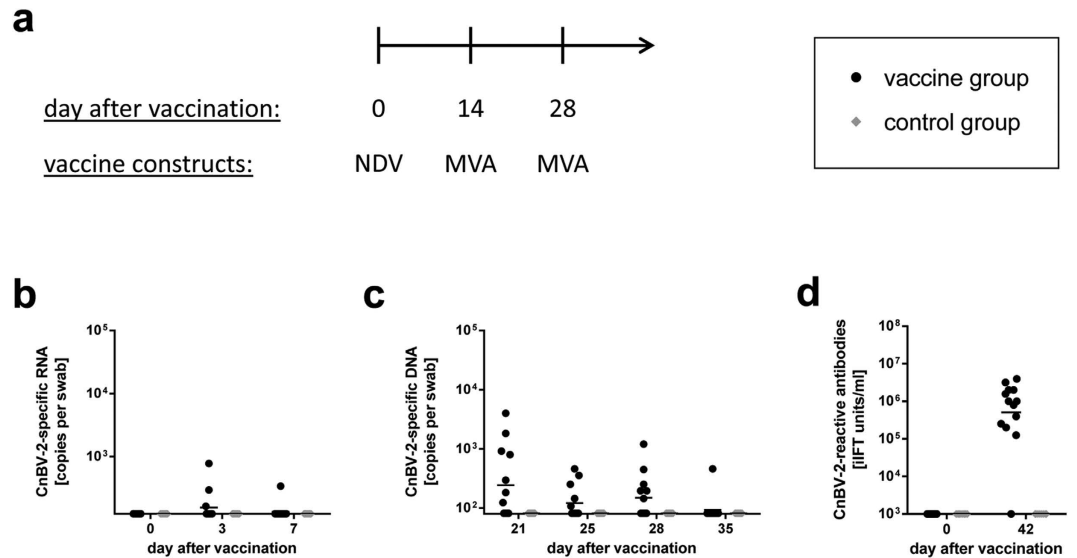 a
day after vaccination: 0 14 28
vaccine constructs: NDV MVA MVA
vaccine group
control group
b
CnBV-2-specific RNA
[copies per swab]
10⁵
10⁴
10³
0 3 7
day after vaccination
c
CnBV-2-specific DNA
[copies per swab]
10⁵
10⁴
10³
10²
21 25 28 35
day after vaccination
d
CnBV-2-reactive antibodies
[iIFT units/ml]
10⁸
10⁷
10⁶
10⁵
10⁴
10³
0 42
day after vaccination